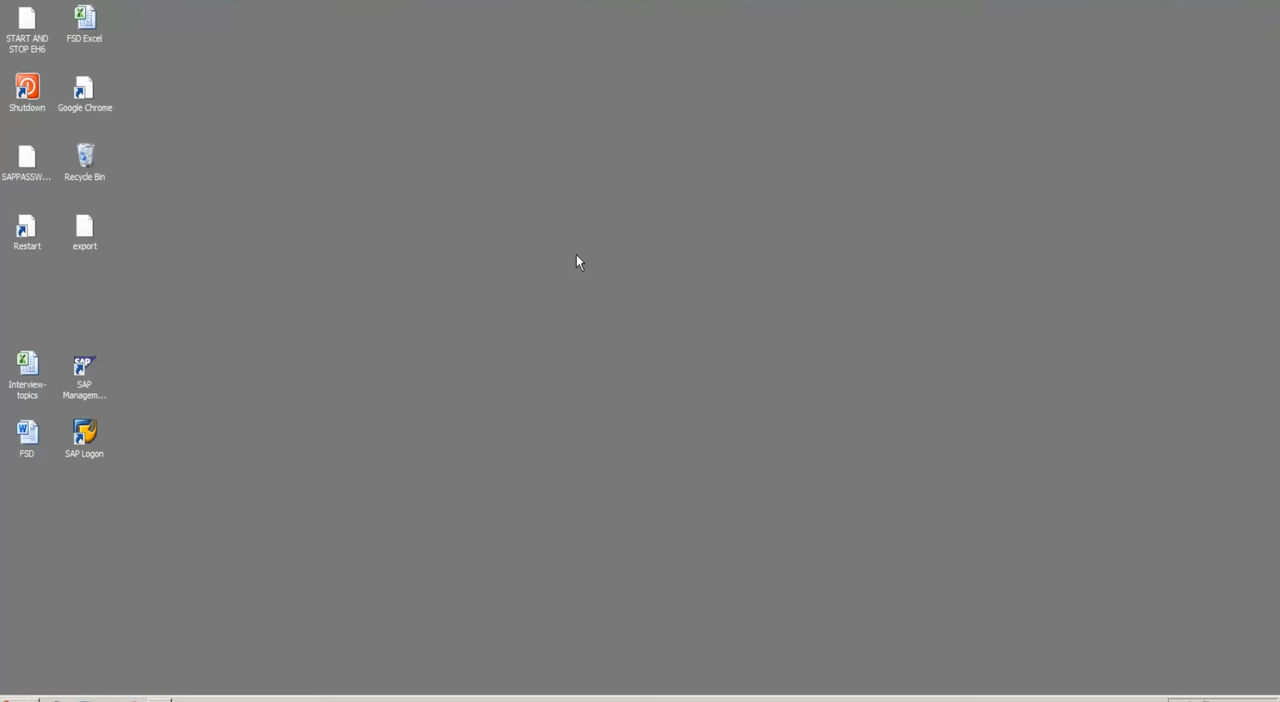 START AND
STOP EH6
FSD Excel
Shutdown
Google Chrome
SAPPASSW...
Recycle Bin
Restart
export
Interview-
topics
SAP
Managem...
FSD
SAP Logon